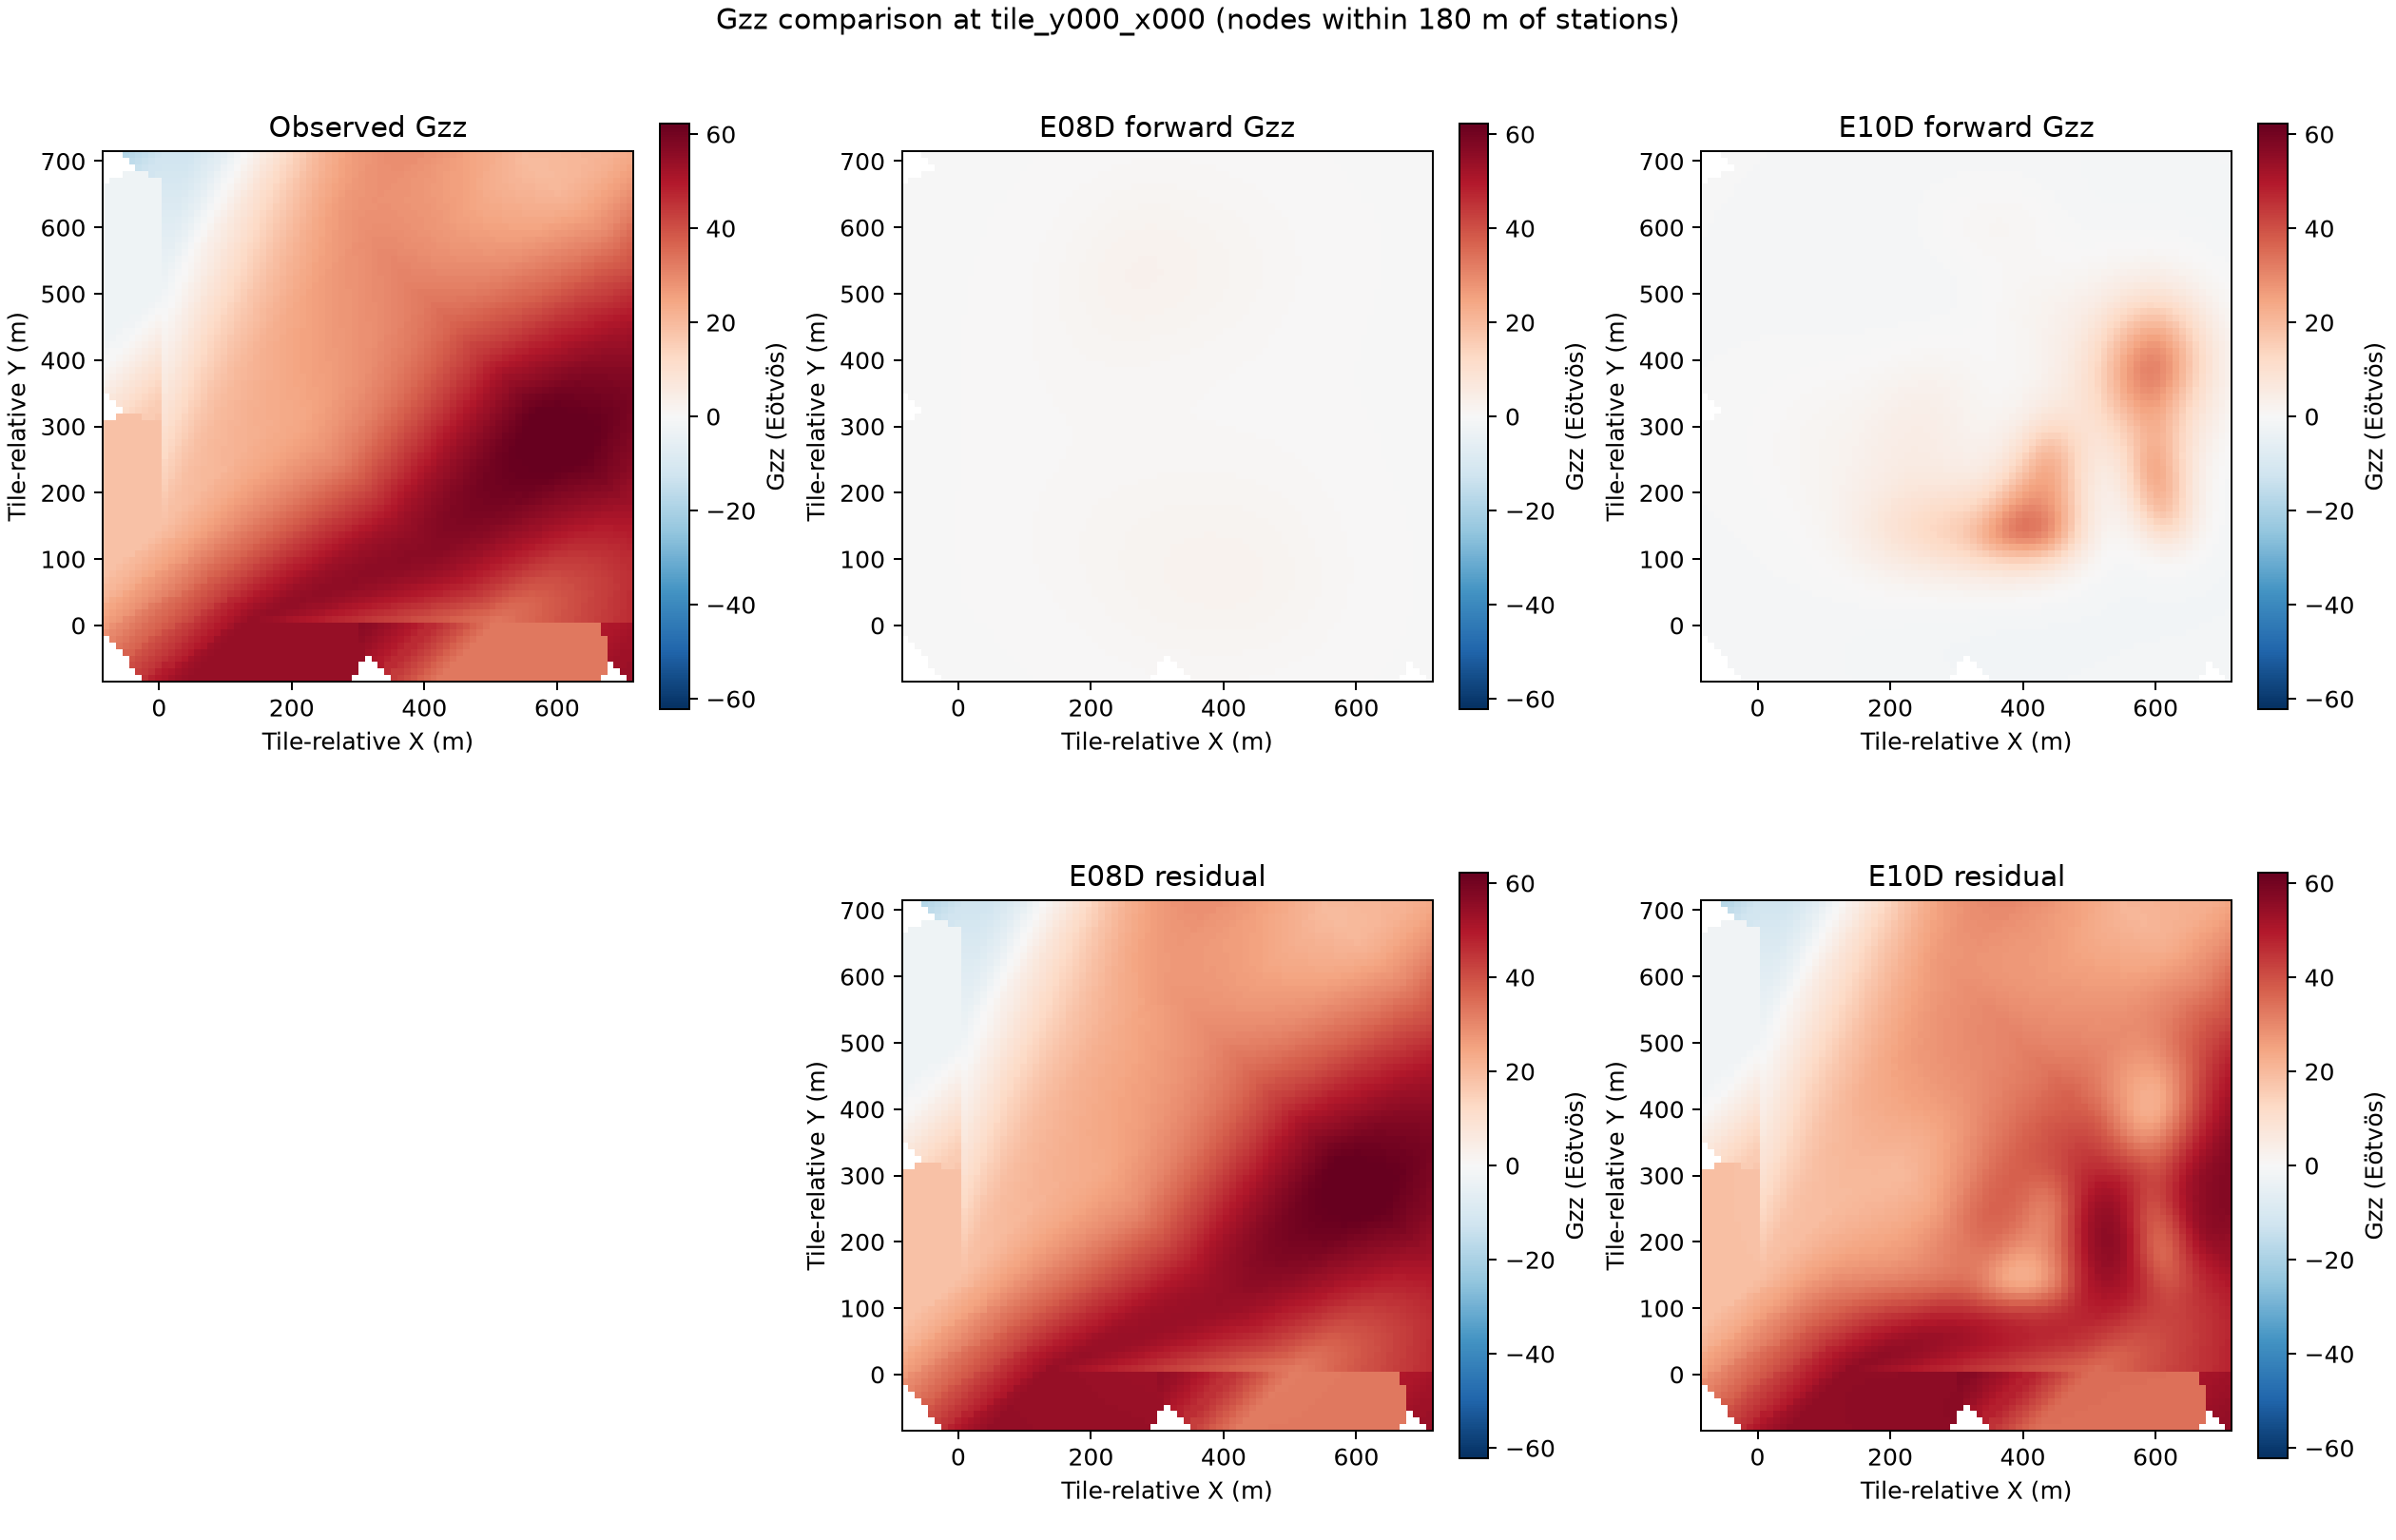 Gzz comparison at tile_y000_x000 (nodes within 180 m of stations)
Observed Gzz
700
600
500
400
300
200
100
0
Tile-relative Y (m)
0 200 400 600
Tile-relative X (m)
60
40
20
0
−20
−40
−60
Gzz (Eötvös)
E08D forward Gzz
700
600
500
400
300
200
100
0
Tile-relative Y (m)
0 200 400 600
Tile-relative X (m)
60
40
20
0
−20
−40
−60
Gzz (Eötvös)
E10D forward Gzz
700
600
500
400
300
200
100
0
Tile-relative Y (m)
0 200 400 600
Tile-relative X (m)
60
40
20
0
−20
−40
−60
Gzz (Eötvös)
E08D residual
700
600
500
400
300
200
100
0
Tile-relative Y (m)
0 200 400 600
Tile-relative X (m)
60
40
20
0
−20
−40
−60
Gzz (Eötvös)
E10D residual
700
600
500
400
300
200
100
0
Tile-relative Y (m)
0 200 400 600
Tile-relative X (m)
60
40
20
0
−20
−40
−60
Gzz (Eötvös)